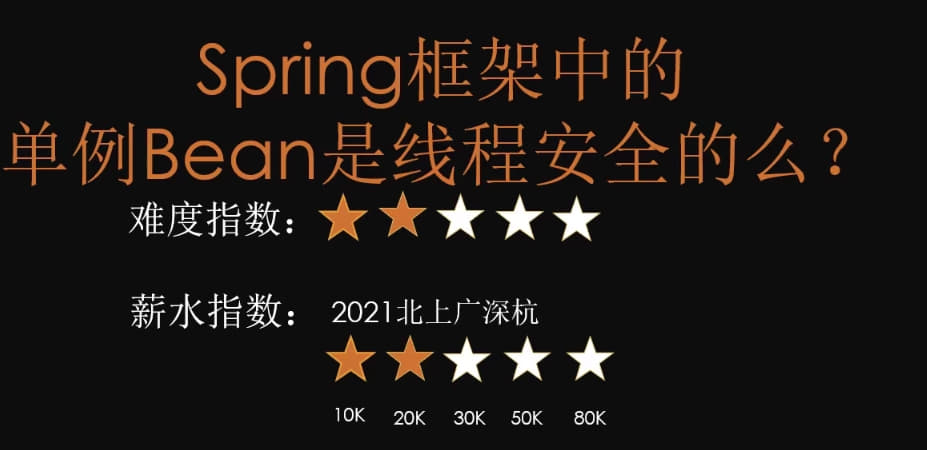 Spring框架中的
单例Bean是线程安全的么？
难度指数：
薪水指数： 2021北上广深杭
10K 20K 30K 50K 80K